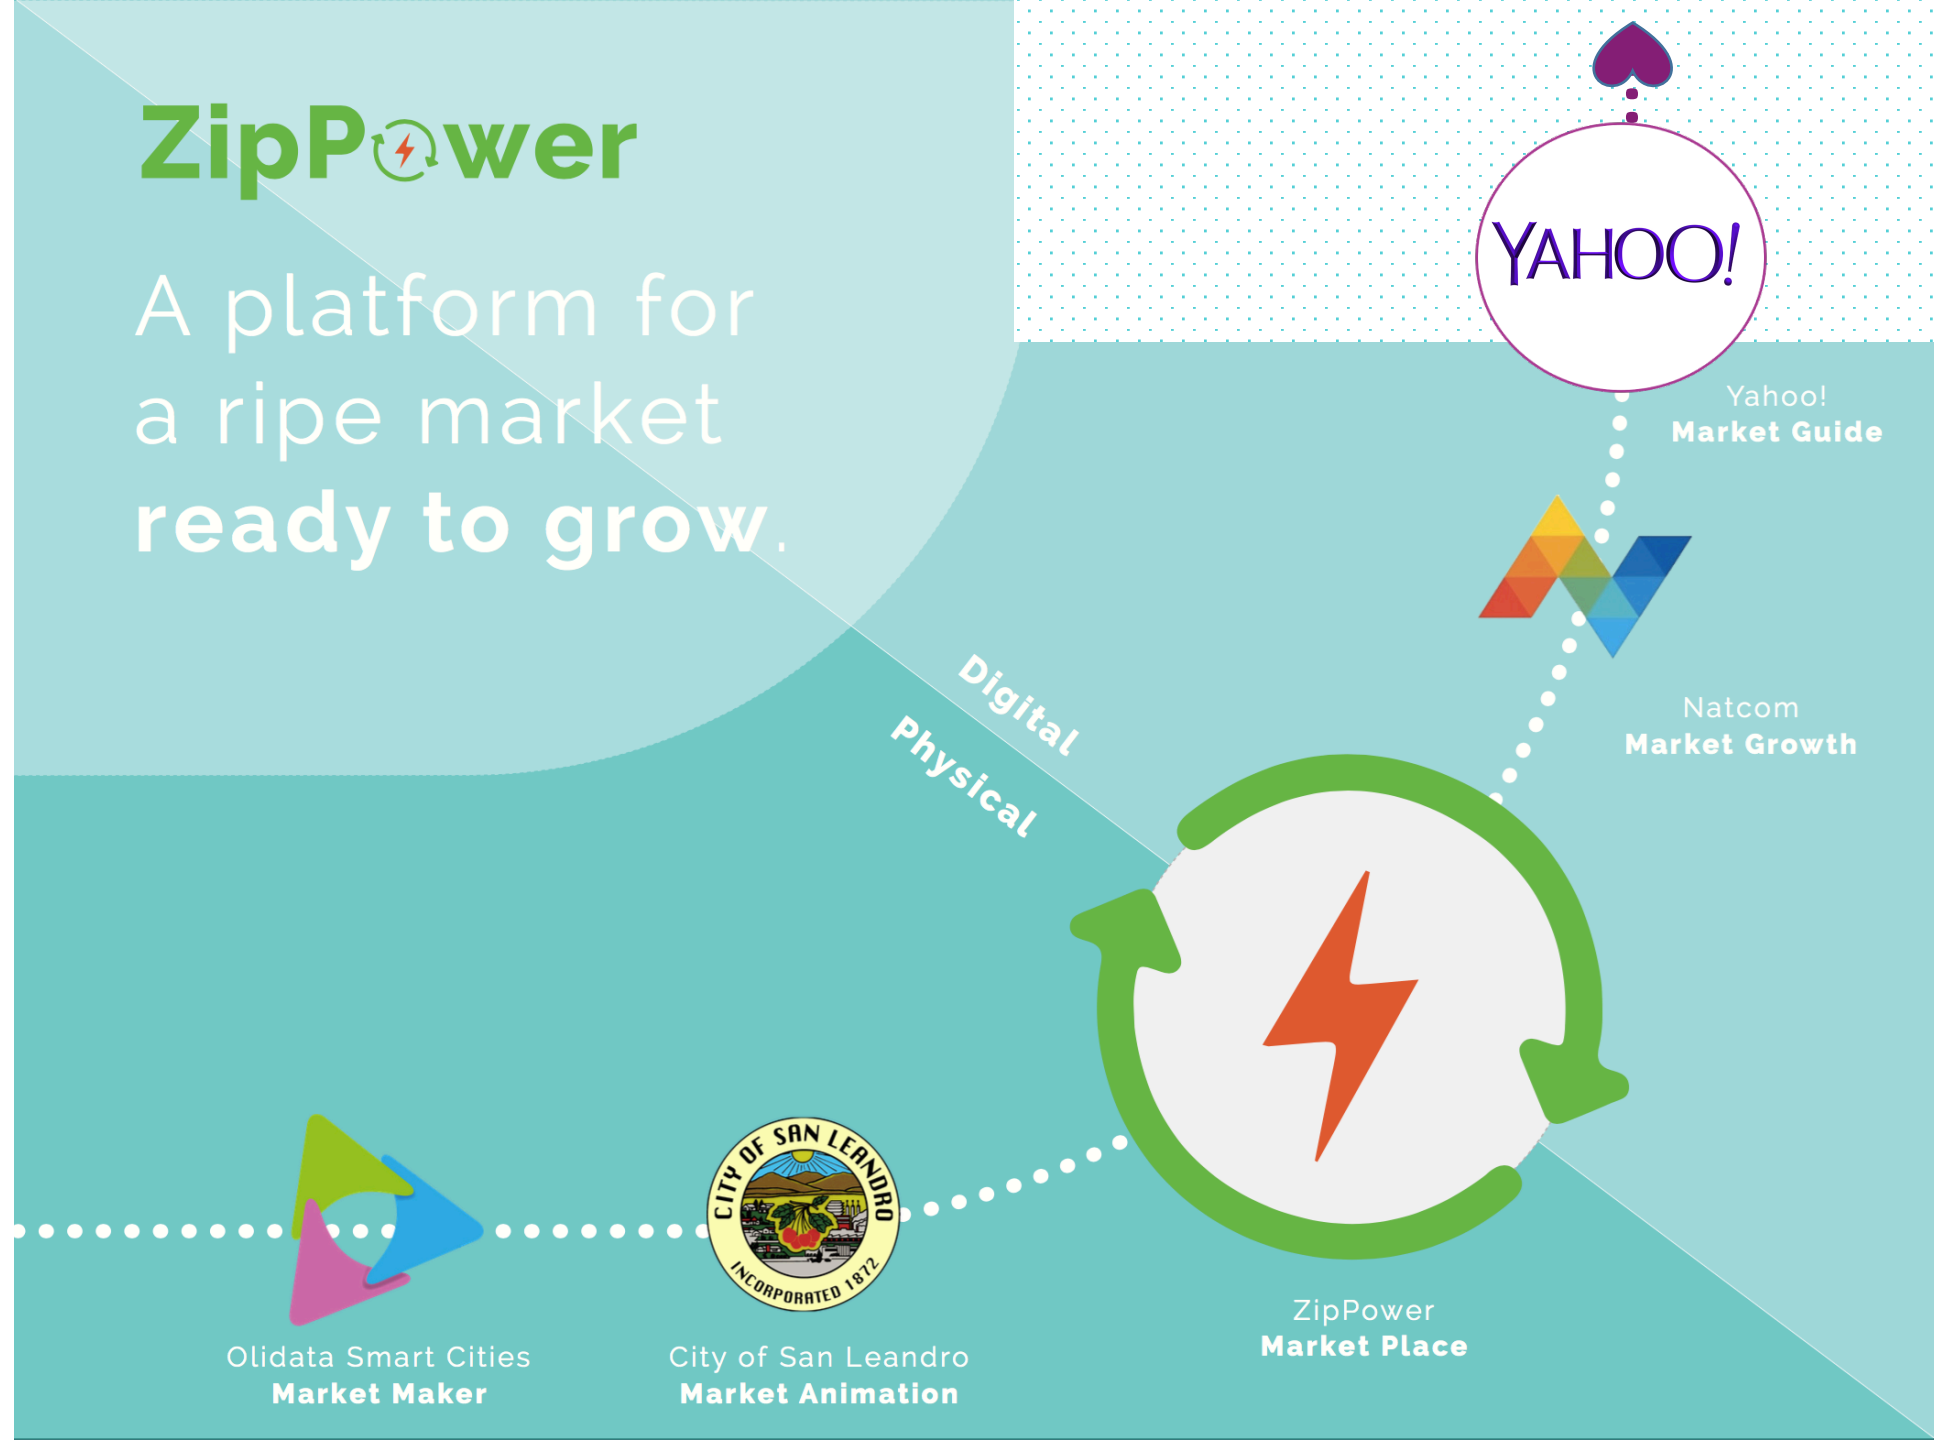 ZipPower
A platform for
a ripe market
ready to grow.
YAHOO!
Yahoo!
Market Guide
Natcom
Market Growth
Digital
Physical
CITY OF SAN LEANDRO
INCORPORATED 1872
Olidata Smart Cities
Market Maker
City of San Leandro
Market Animation
ZipPower
Market Place